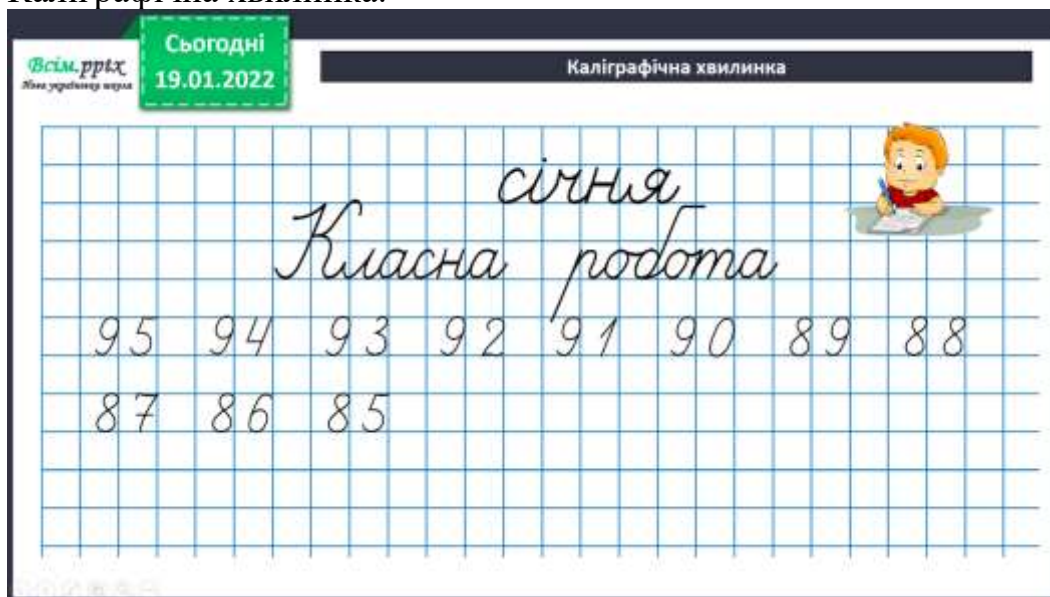 Каліграфічна хвилинка.
Сьогодні
19.01.2022
Всім.pptx
Нова українська школа
Каліграфічна хвилинка
січня
Класна робота
95 94 93 92 91 90 89 88
87 86 85